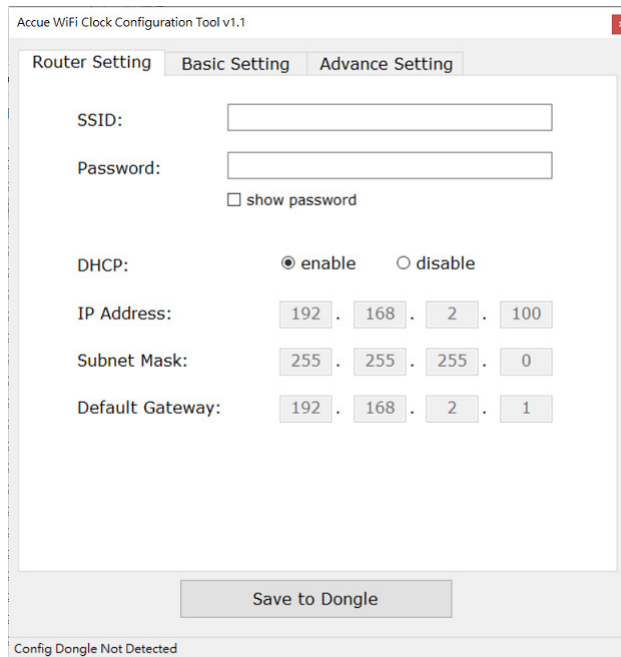 Accue WiFi Clock Configuration Tool v1.1
Router Setting Basic Setting Advance Setting
SSID:
Password:
show password
DHCP: enable disable
IP Address: 192 . 168 . 2 . 100
Subnet Mask: 255 . 255 . 255 . 0
Default Gateway: 192 . 168 . 2 . 1
Save to Dongle
Config Dongle Not Detected